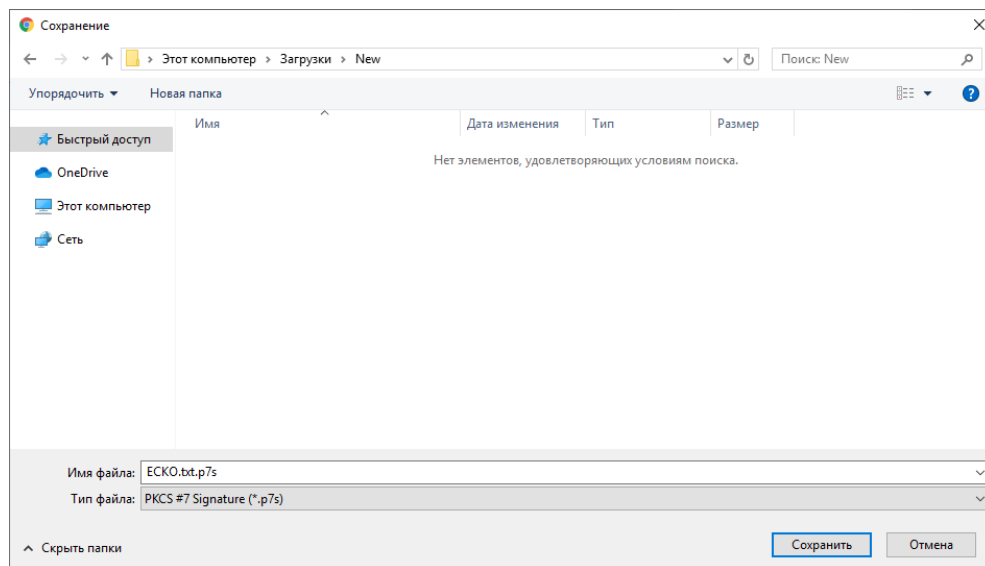 Сохранение
Этот компьютер > Загрузки > New
Поиск: New
Упорядочить Новая папка
Имя Дата изменения Тип Размер
Нет элементов, удовлетворяющих условиям поиска.
Быстрый доступ
OneDrive
Этот компьютер
Сеть
Имя файла: ECKO.txt.p7s
Тип файла: PKCS #7 Signature (*.p7s)
Скрыть папки
Сохранить Отмена